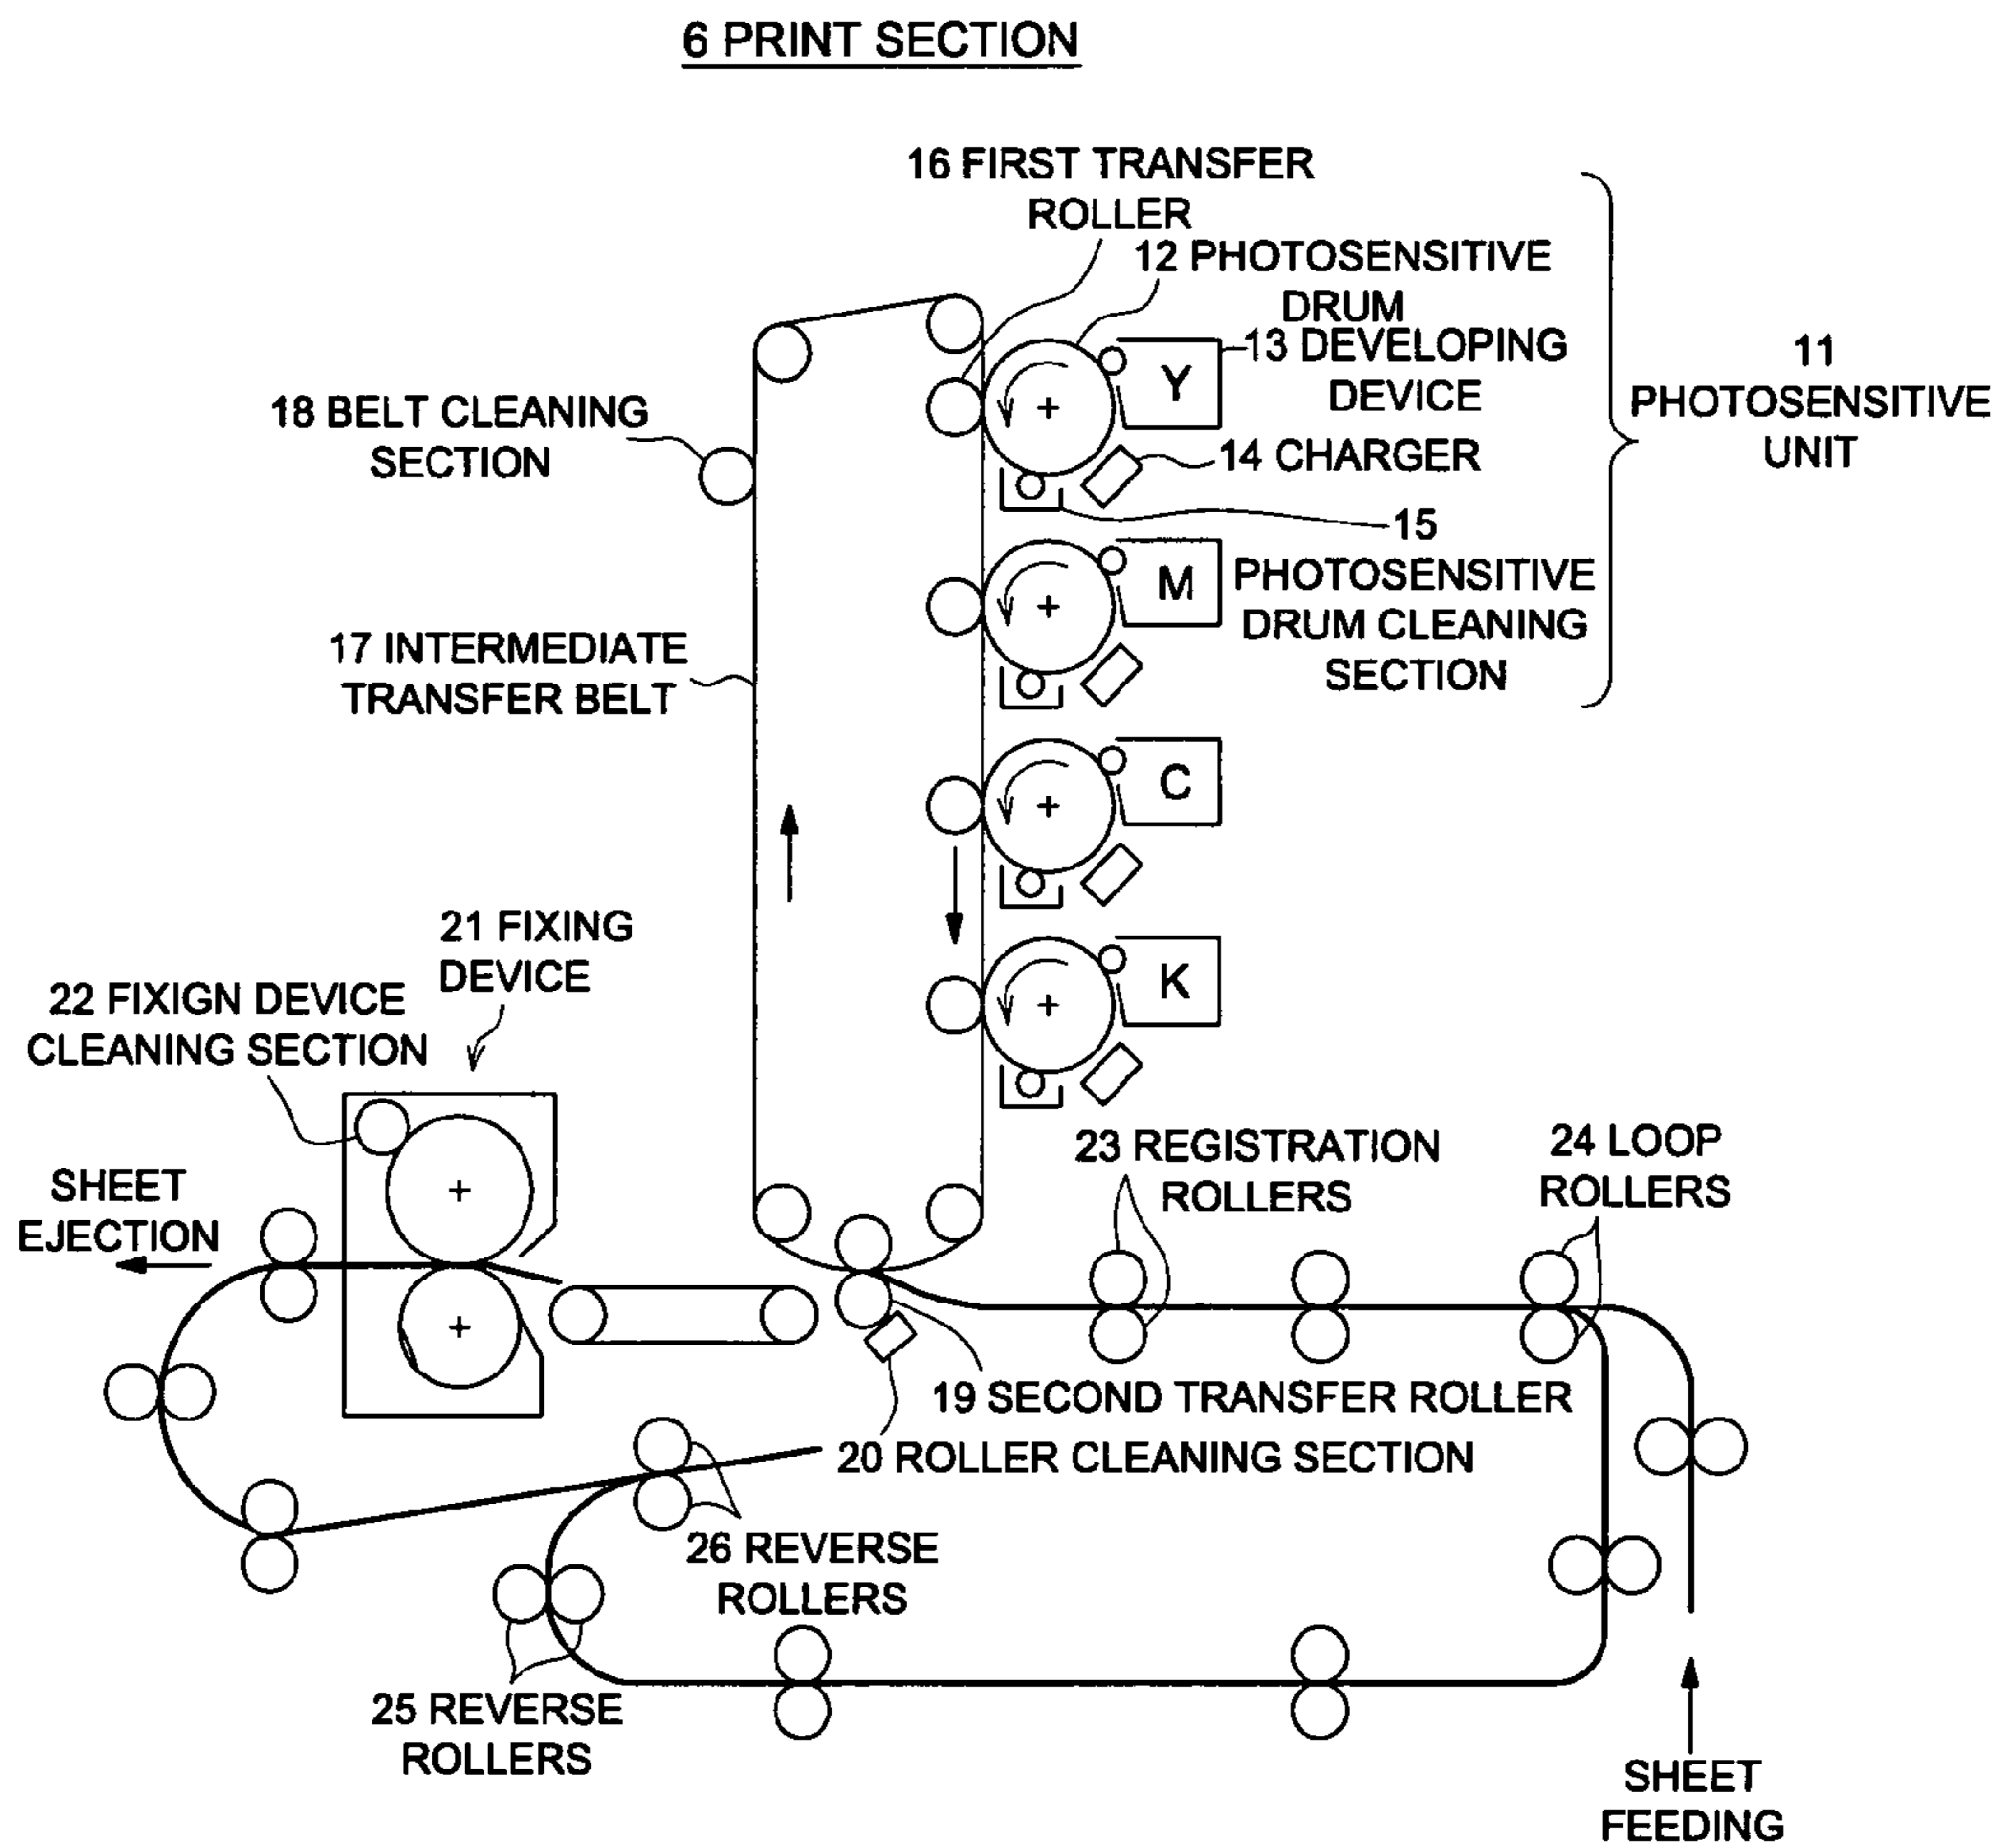 6 PRINT SECTION
16 FIRST TRANSFER
ROLLER
12 PHOTOSENSITIVE
DRUM
13 DEVELOPING
DEVICE
11
PHOTOSENSITIVE
UNIT
Y
18 BELT CLEANING
SECTION
14 CHARGER
15
PHOTOSENSITIVE
DRUM CLEANING
SECTION
M
17 INTERMEDIATE
TRANSFER BELT
C
21 FIXING
DEVICE
K
22 FIXIGN DEVICE
CLEANING SECTION
23 REGISTRATION
ROLLERS
24 LOOP
ROLLERS
SHEET
EJECTION
19 SECOND TRANSFER ROLLER
20 ROLLER CLEANING SECTION
26 REVERSE
ROLLERS
25 REVERSE
ROLLERS
SHEET
FEEDING